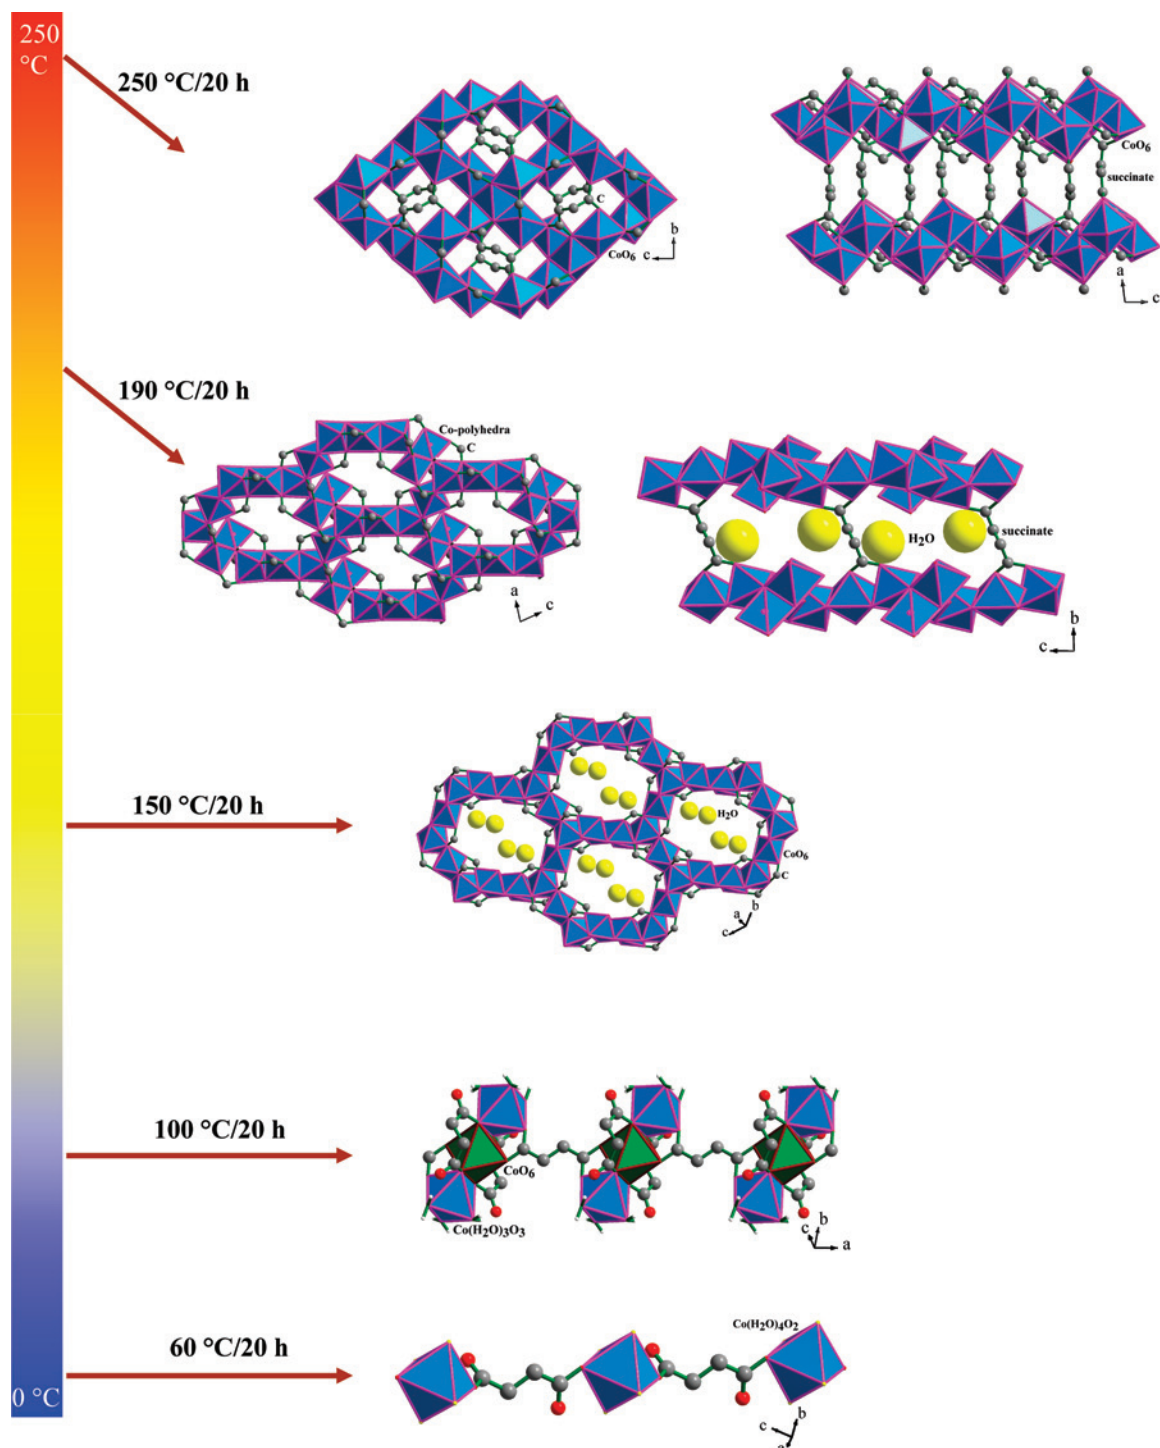 250
°C
250 °C/20 h
C
CoO6
b
c
CoO6
succinate
a
c
190 °C/20 h
Co-polyhedra
C
a
c
H2O
succinate
b
c
150 °C/20 h
H2O
CoO6
C
b
a
c
100 °C/20 h
CoO6
Co(H2O)3O3
b
c
a
60 °C/20 h
Co(H2O)4O2
b
c
a
0 °C